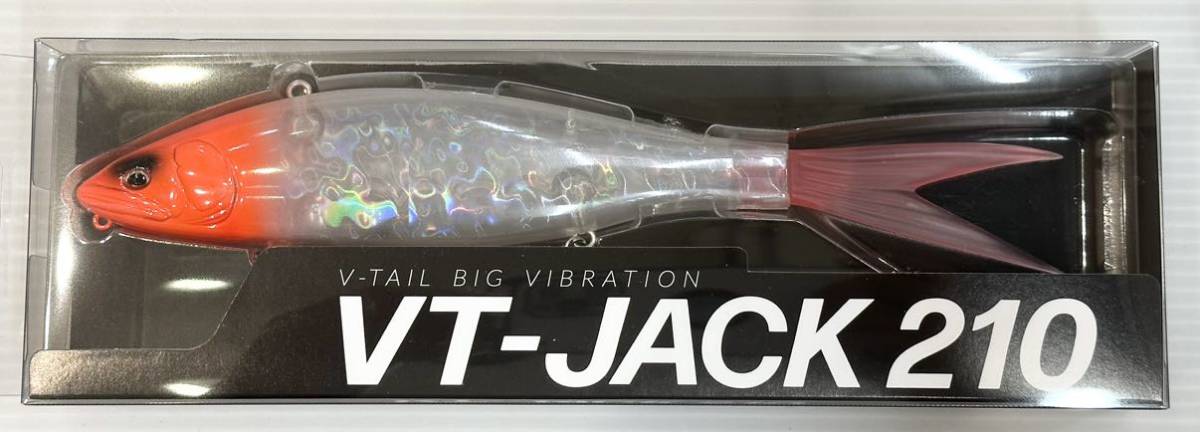 V-TAIL BIG VIBRATION
VT-JACK 210